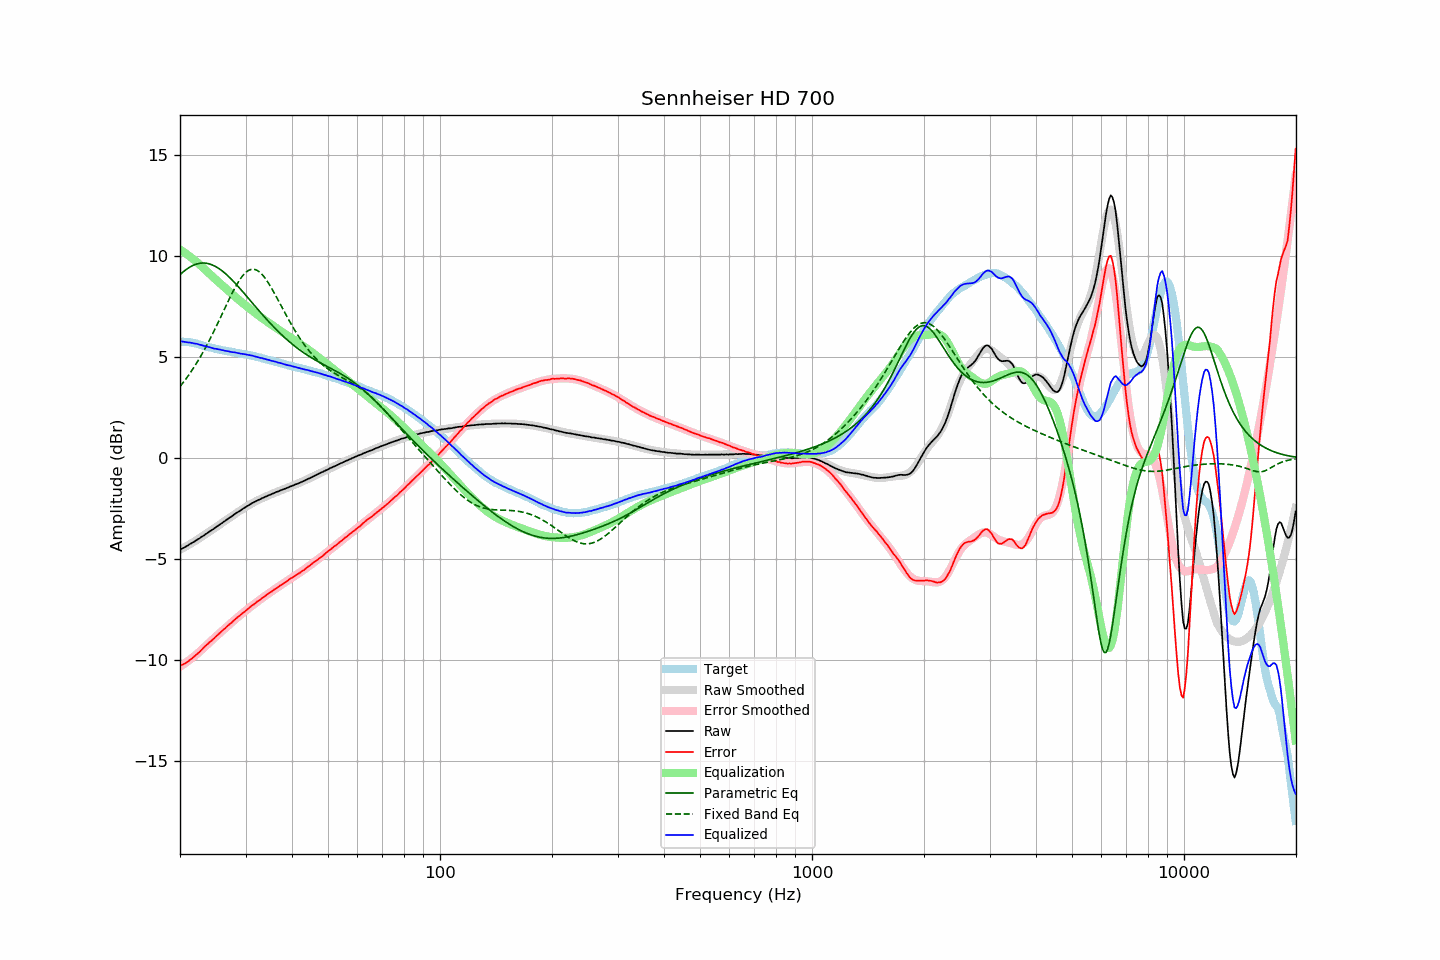 Sennheiser HD 700
15
10
5
0
−5
−10
−15
Amplitude (dBr)
Target
Raw Smoothed
Error Smoothed
Raw
Error
Equalization
Parametric Eq
Fixed Band Eq
Equalized
100
1000
10000
Frequency (Hz)